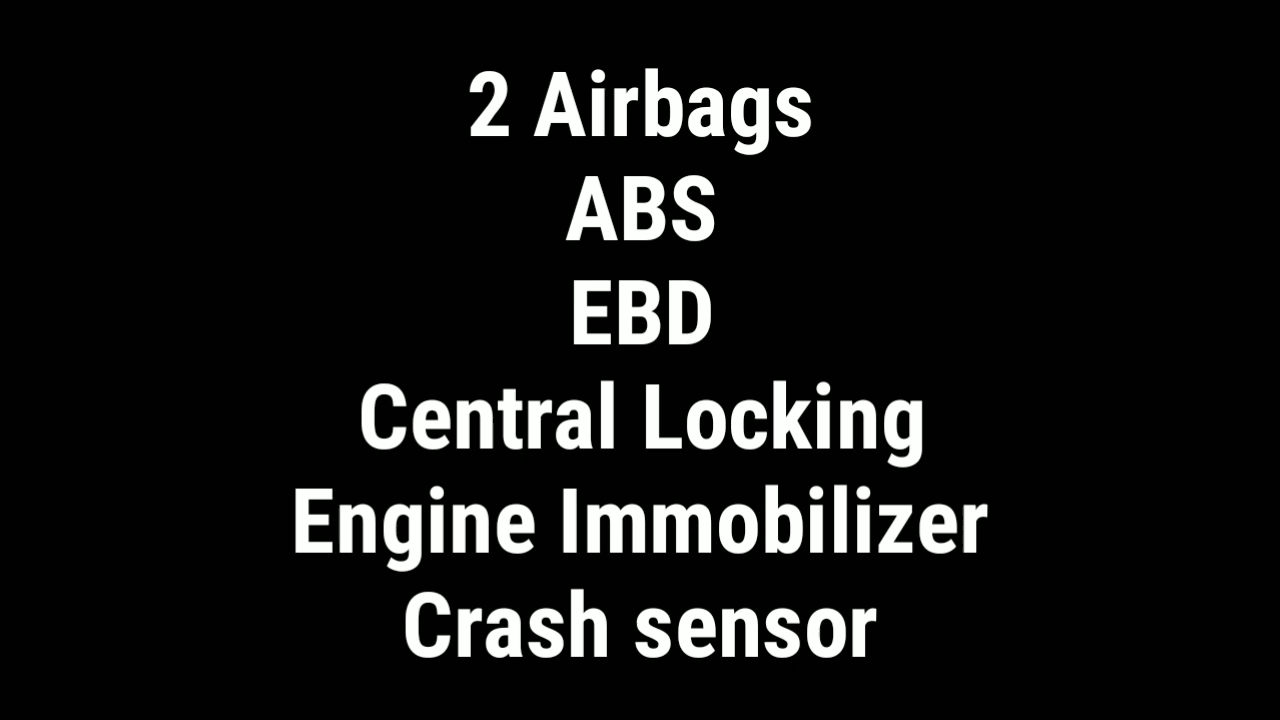 2 Airbags
ABS
EBD
Central Locking
Engine Immobilizer
Crash sensor